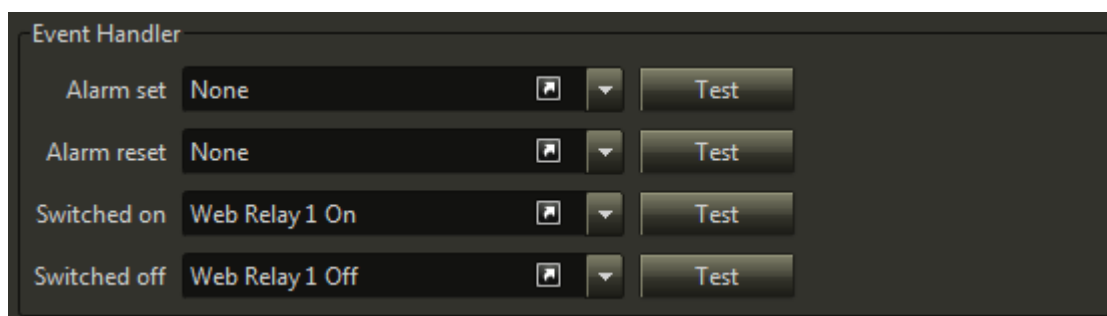 Event Handler
Alarm set None Test
Alarm reset None Test
Switched on Web Relay 1 On Test
Switched off Web Relay 1 Off Test